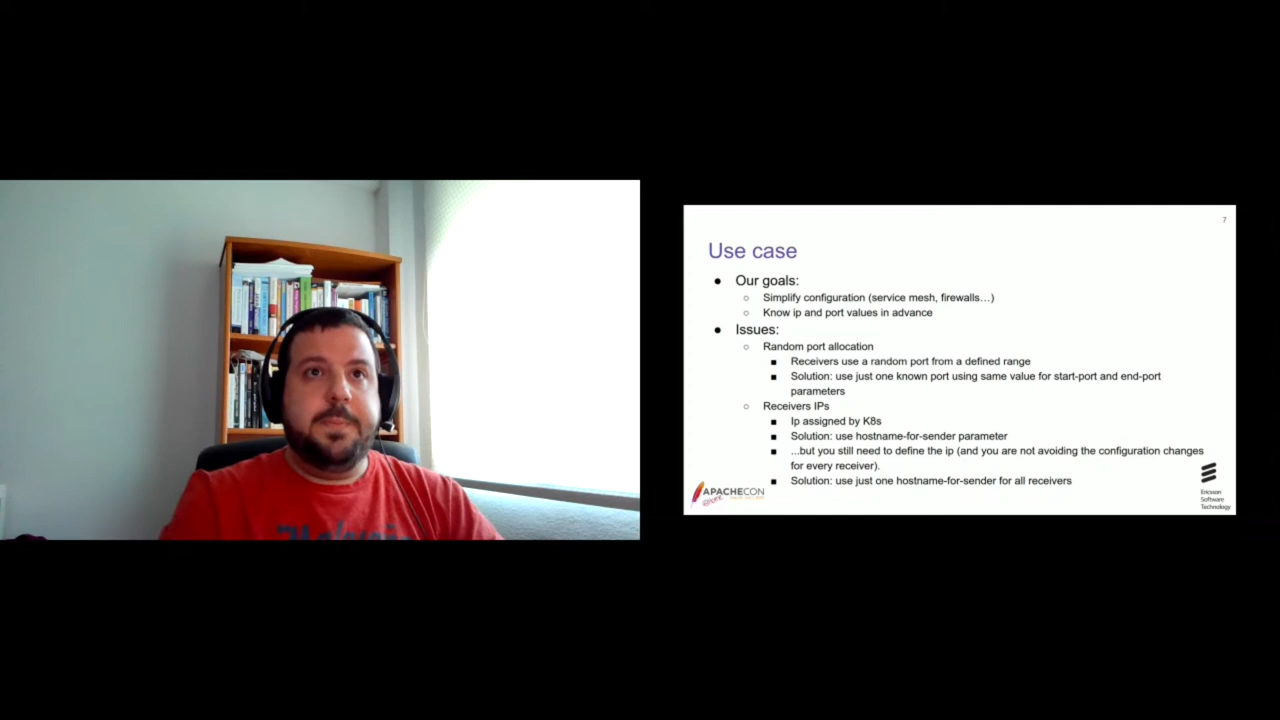 7
Use case
● Our goals:
○ Simplify configuration (service mesh, firewalls…)
○ Know ip and port values in advance
● Issues:
○ Random port allocation
■ Receivers use a random port from a defined range
■ Solution: use just one known port using same value for start-port and end-port
parameters
○ Receivers IPs
■ Ip assigned by K8s
■ Solution: use hostname-for-sender parameter
■ ...but you still need to define the ip (and you are not avoiding the configuration changes
for every receiver).
■ Solution: use just one hostname-for-sender for all receivers
APACHECON
@Home
Ericsson
Software
Technology